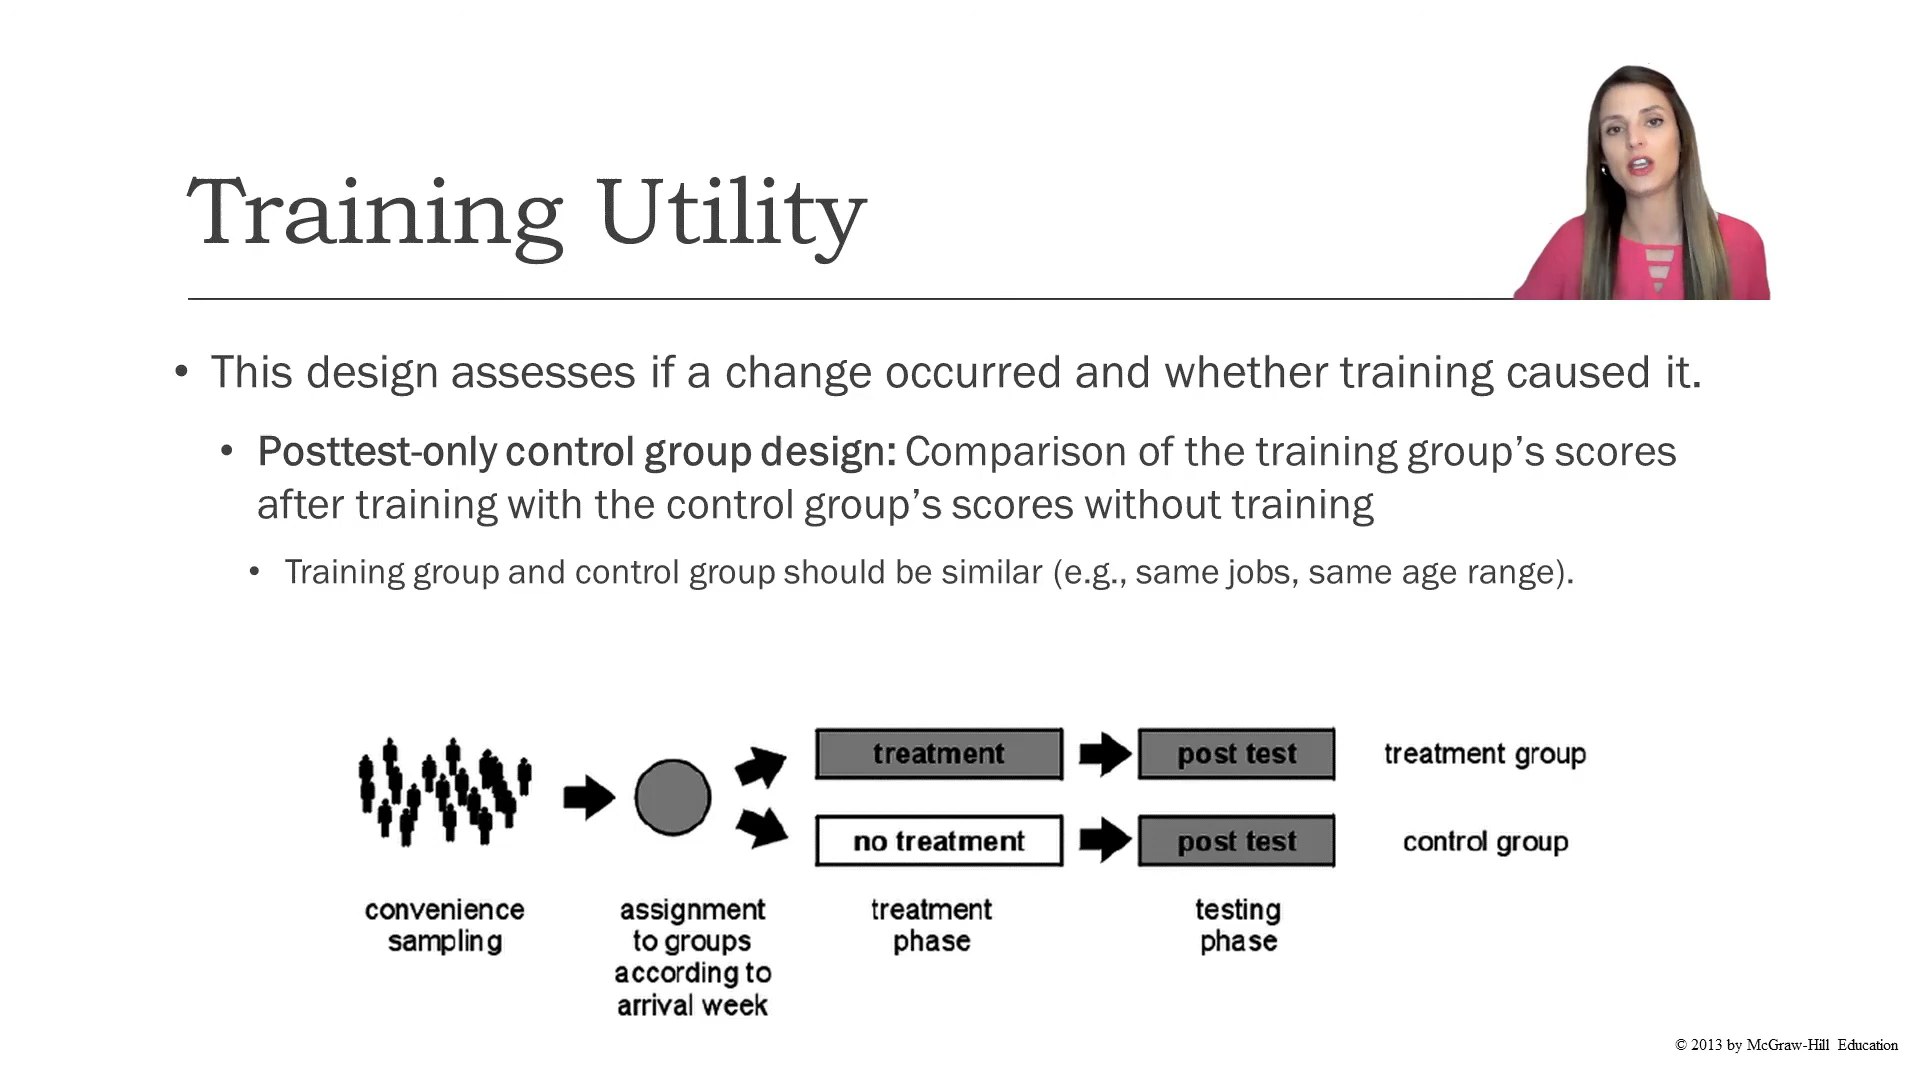 Training Utility
• This design assesses if a change occurred and whether training caused it.
• Posttest-only control group design: Comparison of the training group’s scores
after training with the control group’s scores without training
• Training group and control group should be similar (e.g., same jobs, same age range).
treatment
post test
treatment group
no treatment
post test
control group
convenience
sampling
assignment
to groups
according to
arrival week
treatment
phase
testing
phase
© 2013 by McGraw-Hill Education